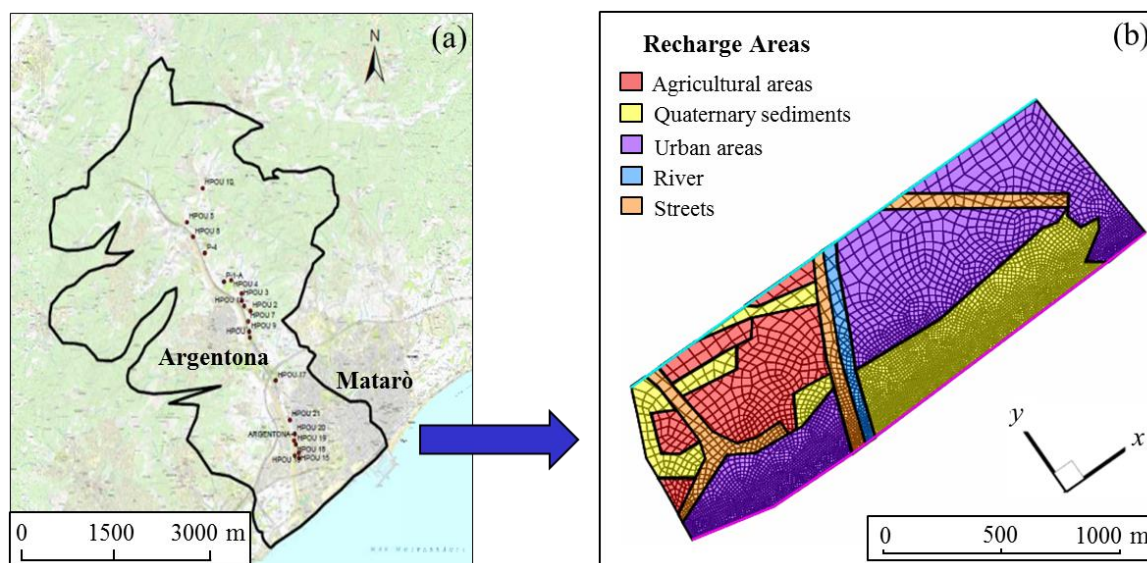 (a)
N
HPOU 10,
HPOU 5
HPOU 6
P-4
P-1-A
HPOU 4
HPOU 3
HPOU 2
HPOU 7
HPOU 9
HPOU
Argentona
Matarò
HPOU-17
HPOU 21
HPOU 20
ARGENTONA
HPOU 19
HPOU 18
HPOU 15
0 1500 3000 m
(b)
Recharge Areas
Agricultural areas
Quaternary sediments
Urban areas
River
Streets
y
x
0 500 1000 m